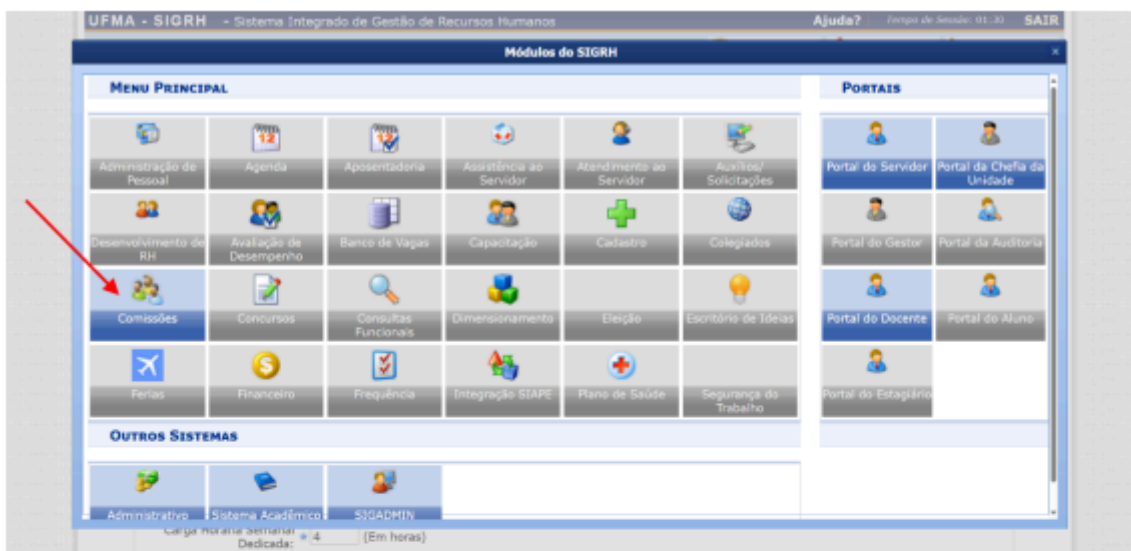 UFMA - SIGRH - Sistema Integrado de Gestão de Recursos Humanos
Ajuda?
Tempo de Sessão: 01:30
SAIR
Módulos do SIGRH
×
MENU PRINCIPAL
Administração de Pessoal
Agenda
Aposentadoria
Assistência ao Servidor
Atendimento ao Servidor
Auxílios/ Solicitações
Desenvolvimento de RH
Avaliação de Desempenho
Banco de Vagas
Capacitação
Cadastro
Colegiados
Comissões
Concursos
Consultas Funcionais
Dimensionamento
Eleição
Escritório de Ideias
Ferias
Financeiro
Frequência
Integração SIAPE
Plano de Saúde
Segurança do Trabalho
PORTAIS
Portal do Servidor
Portal da Chefia da Unidade
Portal do Gestor
Portal da Auditoria
Portal do Docente
Portal do Aluno
Portal do Estagiário
OUTROS SISTEMAS
Administrativo
Sistema Acadêmico
SIGADMIN
Carga Horária Semanal
Dedicada:
4
(Em horas)